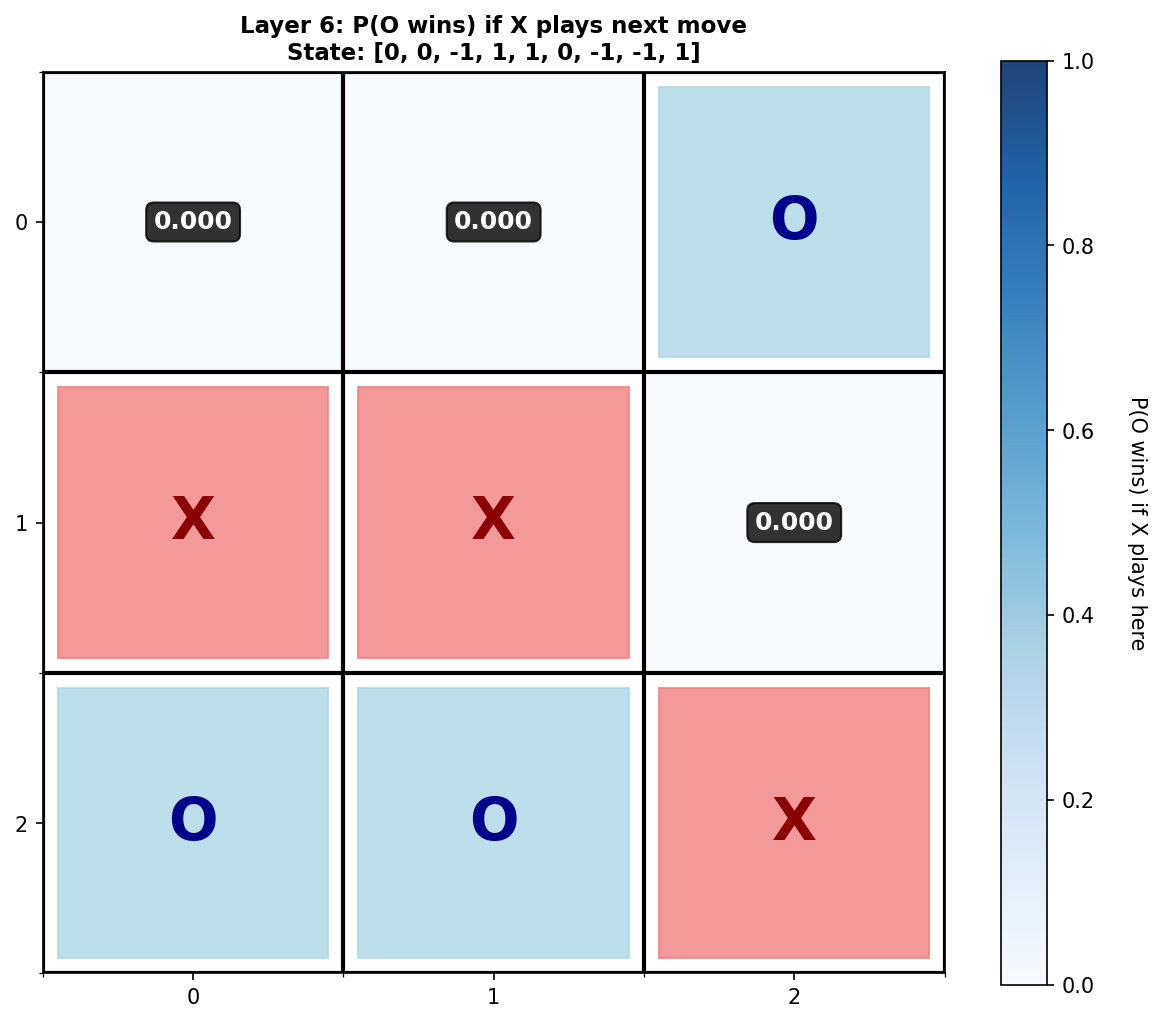 Layer 6: P(O wins) if X plays next move
State: [0, 0, -1, 1, 1, 0, -1, -1, 1]
0
0.000
0.000
O
1
X
X
0.000
2
O
O
X
0
1
2
1.0
0.8
0.6
0.4
0.2
0.0
P(O wins) if X plays here